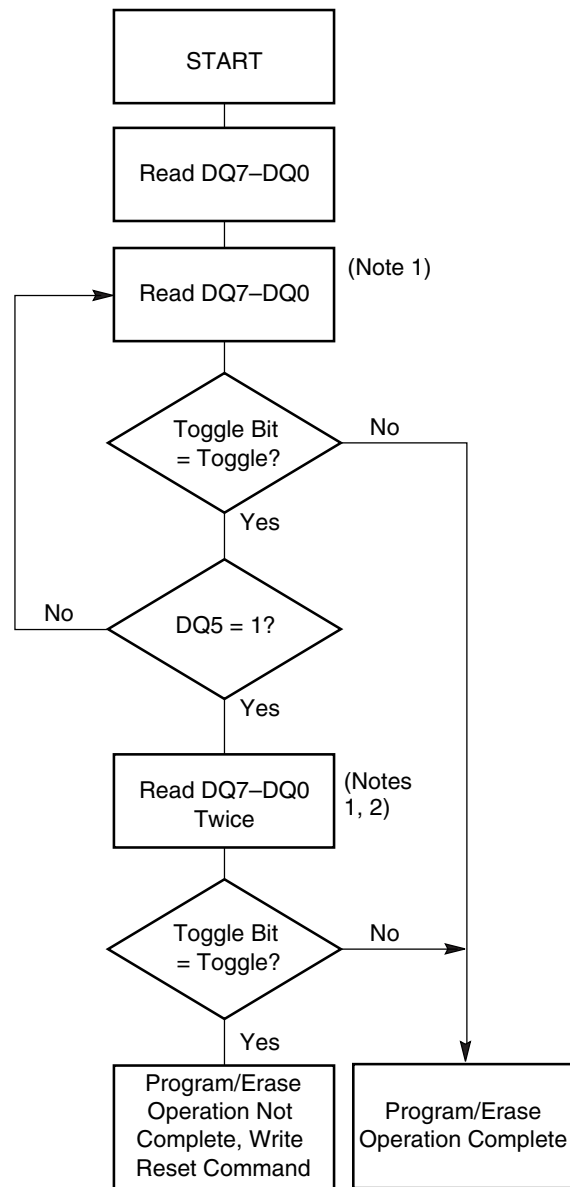 START
Read DQ7–DQ0
Read DQ7–DQ0
(Note 1)
Toggle Bit
= Toggle?
No
Yes
DQ5 = 1?
No
Yes
Read DQ7–DQ0
Twice
(Notes
1, 2)
Toggle Bit
= Toggle?
No
Yes
Program/Erase
Operation Not
Complete, Write
Reset Command
Program/Erase
Operation Complete